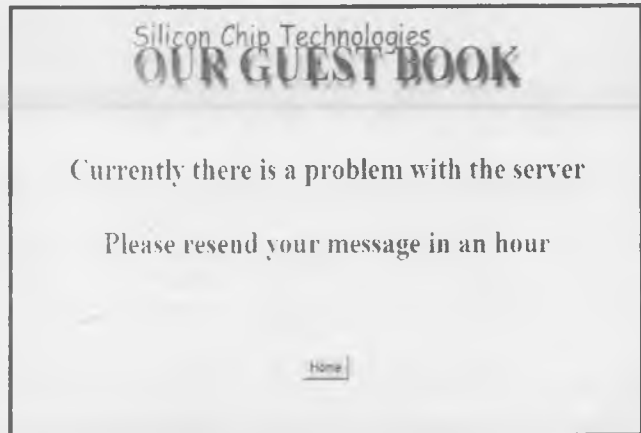 Silicon Chip Technologies
OUR GUEST BOOK
Currently there is a problem with the server
Please resend your message in an hour
Home